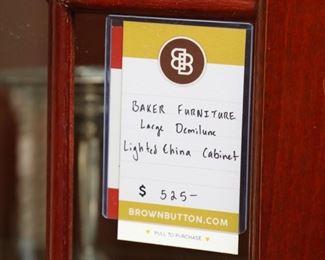 BB
BAKER FURNITURE
Large Demilune
Lighted China Cabinet
$ 525-
BROWNBUTTON.COM
PULL TO PURCHASE